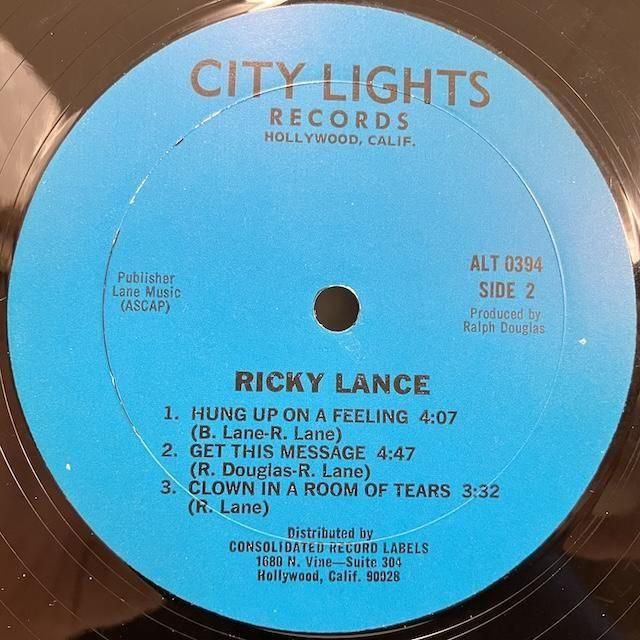 CITY LIGHTS
RECORDS
HOLLYWOOD, CALIF.
Publisher
Lane Music
(ASCAP)
ALT 0394
SIDE 2
Produced by
Ralph Douglas
RICKY LANCE
1. HUNG UP ON A FEELING 4:07
(B. Lane-R. Lane)
2. GET THIS MESSAGE 4:47
(R. Douglas-R. Lane)
3. CLOWN IN A ROOM OF TEARS 3:32
(R. Lane)
Distributed by
CONSOLIDATED RECORD LABELS
1680 N. Vine—Suite 304
Hollywood, Calif. 90028